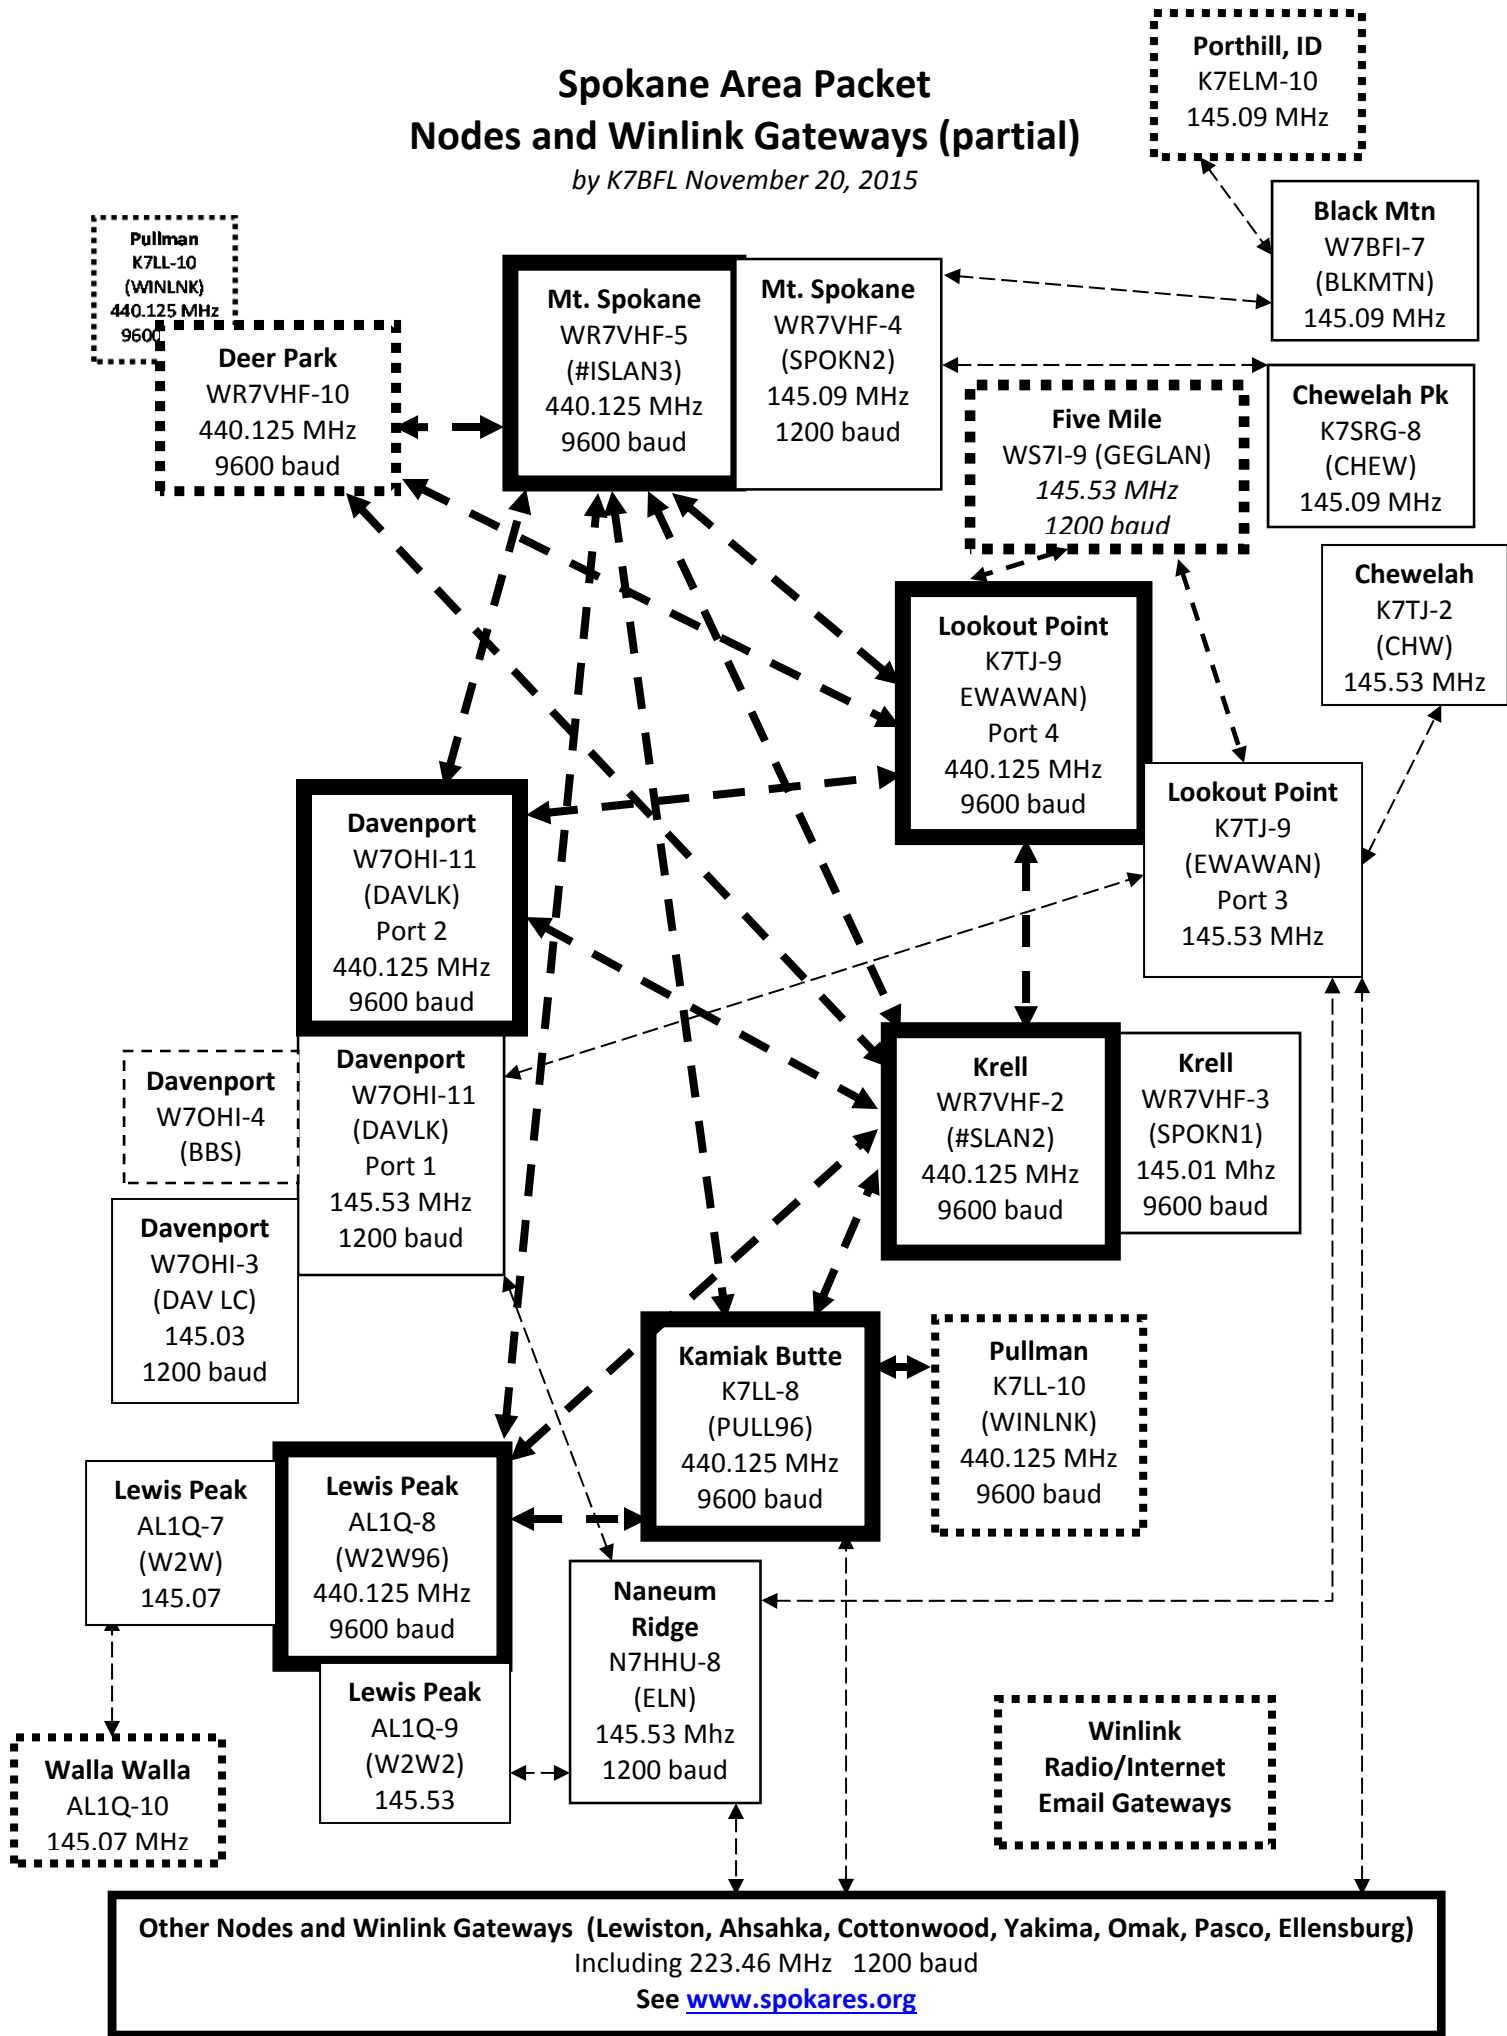 Spokane Area Packet
Nodes and Winlink Gateways (partial)
by K7BFL November 20, 2015
Porthill, ID
K7ELM-10
145.09 MHz
Black Mtn
W7BFI-7
(BLKMTN)
145.09 MHz
Pullman
K7LL-10
(WINLNK)
440.125 MHz
9600
Deer Park
WR7VHF-10
440.125 MHz
9600 baud
Mt. Spokane
WR7VHF-5
(#ISLAN3)
440.125 MHz
9600 baud
Mt. Spokane
WR7VHF-4
(SPOKN2)
145.09 MHz
1200 baud
Chewelah Pk
K7SRG-8
(CHEW)
145.09 MHz
Five Mile
WS7I-9 (GEGLAN)
145.53 MHz
1200 baud
Chewelah
K7TJ-2
(CHW)
145.53 MHz
Lookout Point
K7TJ-9
EWAWAN)
Port 4
440.125 MHz
9600 baud
Lookout Point
K7TJ-9
(EWAWAN)
Port 3
145.53 MHz
Davenport
W7OHI-11
(DAVLK)
Port 2
440.125 MHz
9600 baud
Davenport
W7OHI-4
(BBS)
Davenport
W7OHI-11
(DAVLK)
Port 1
145.53 MHz
1200 baud
Davenport
W7OHI-3
(DAV LC)
145.03
1200 baud
Krell
WR7VHF-2
(#SLAN2)
440.125 MHz
9600 baud
Krell
WR7VHF-3
(SPOKN1)
145.01 Mhz
9600 baud
Kamiak Butte
K7LL-8
(PULL96)
440.125 MHz
9600 baud
Pullman
K7LL-10
(WINLNK)
440.125 MHz
9600 baud
Lewis Peak
AL1Q-7
(W2W)
145.07
Lewis Peak
AL1Q-8
(W2W96)
440.125 MHz
9600 baud
Lewis Peak
AL1Q-9
(W2W2)
145.53
Naneum
Ridge
N7HHU-8
(ELN)
145.53 Mhz
1200 baud
Walla Walla
AL1Q-10
145.07 MHz
Winlink
Radio/Internet
Email Gateways
Other Nodes and Winlink Gateways (Lewiston, Ahsahka, Cottonwood, Yakima, Omak, Pasco, Ellensburg)
Including 223.46 MHz 1200 baud
See www.spokares.org